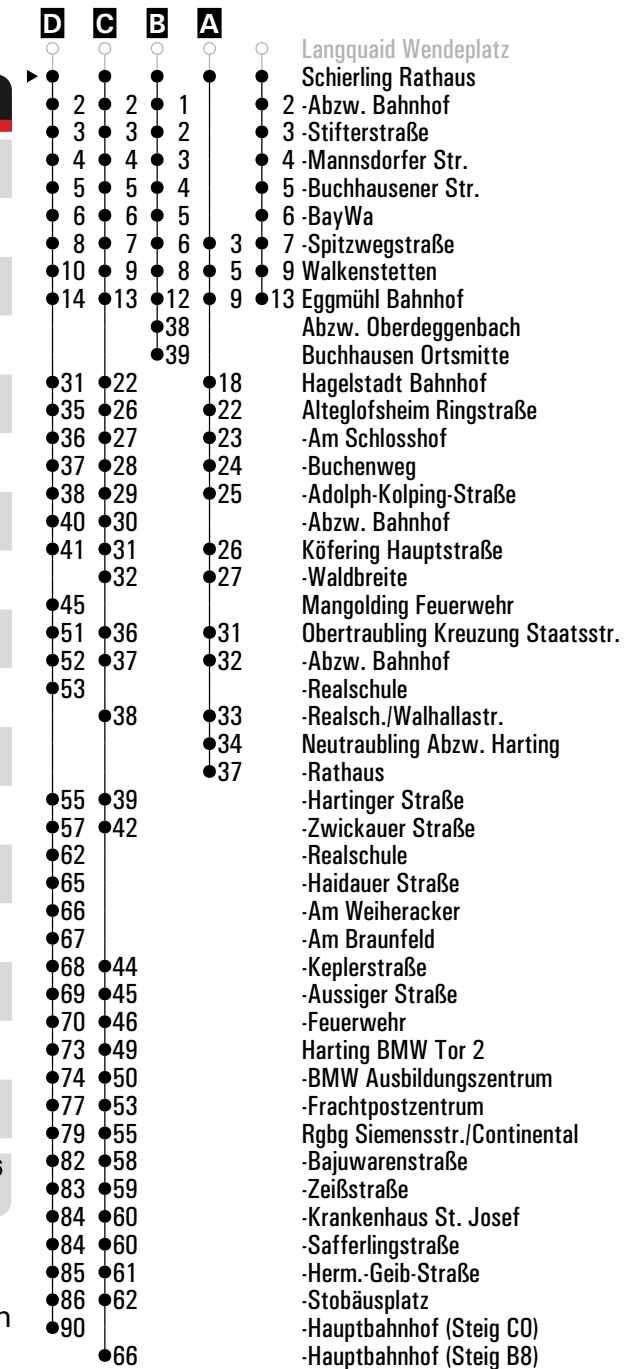 D C B A
Langquaid Wendeplatz
Schierling Rathaus
2 2 1 2 -Abzw. Bahnhof
3 3 2 3 -Stifterstraße
4 4 3 4 -Mannsdorfer Str.
5 5 4 5 -Buchhausener Str.
6 6 5 6 -BayWa
8 7 6 3 7 -Spitzwegstraße
10 9 8 5 9 Walkenstetten
14 13 12 9 13 Eggmühl Bahnhof
38 Abzw. Oberdeggenbach
39 Buchhausen Ortsmitte
31 22 18 Hagelstadt Bahnhof
35 26 22 Alteglofsheim Ringstraße
36 27 23 -Am Schlosshof
37 28 24 -Buchenweg
38 29 25 -Adolph-Kolping-Straße
40 30 -Abzw. Bahnhof
41 31 26 Köfering Hauptstraße
32 27 -Waldbreite
45 Mangolding Feuerwehr
51 36 31 Obertraubling Kreuzung Staatsstr.
52 37 32 -Abzw. Bahnhof
53 -Realschule
38 33 -Realsch./Walhallastr.
34 Neutraubling Abzw. Harting
37 -Rathaus
55 39 -Hartinger Straße
57 42 -Zwickauer Straße
62 -Realschule
65 -Haidauer Straße
66 -Am Weiheracker
67 -Am Braunfeld
68 44 -Keplerstraße
69 45 -Aussiger Straße
70 46 -Feuerwehr
73 49 Harting BMW Tor 2
74 50 -BMW Ausbildungszentrum
77 53 -Frachtpostzentrum
79 55 Rgbg Siemensstr./Continental
82 58 -Bajuwarenstraße
83 59 -Zeißstraße
84 60 -Krankenhaus St. Josef
84 60 -Safferlingstraße
85 61 -Herm.-Geib-Straße
86 62 -Stobäusplatz
90 -Hauptbahnhof (Steig C0)
66 -Hauptbahnhof (Steig B8)